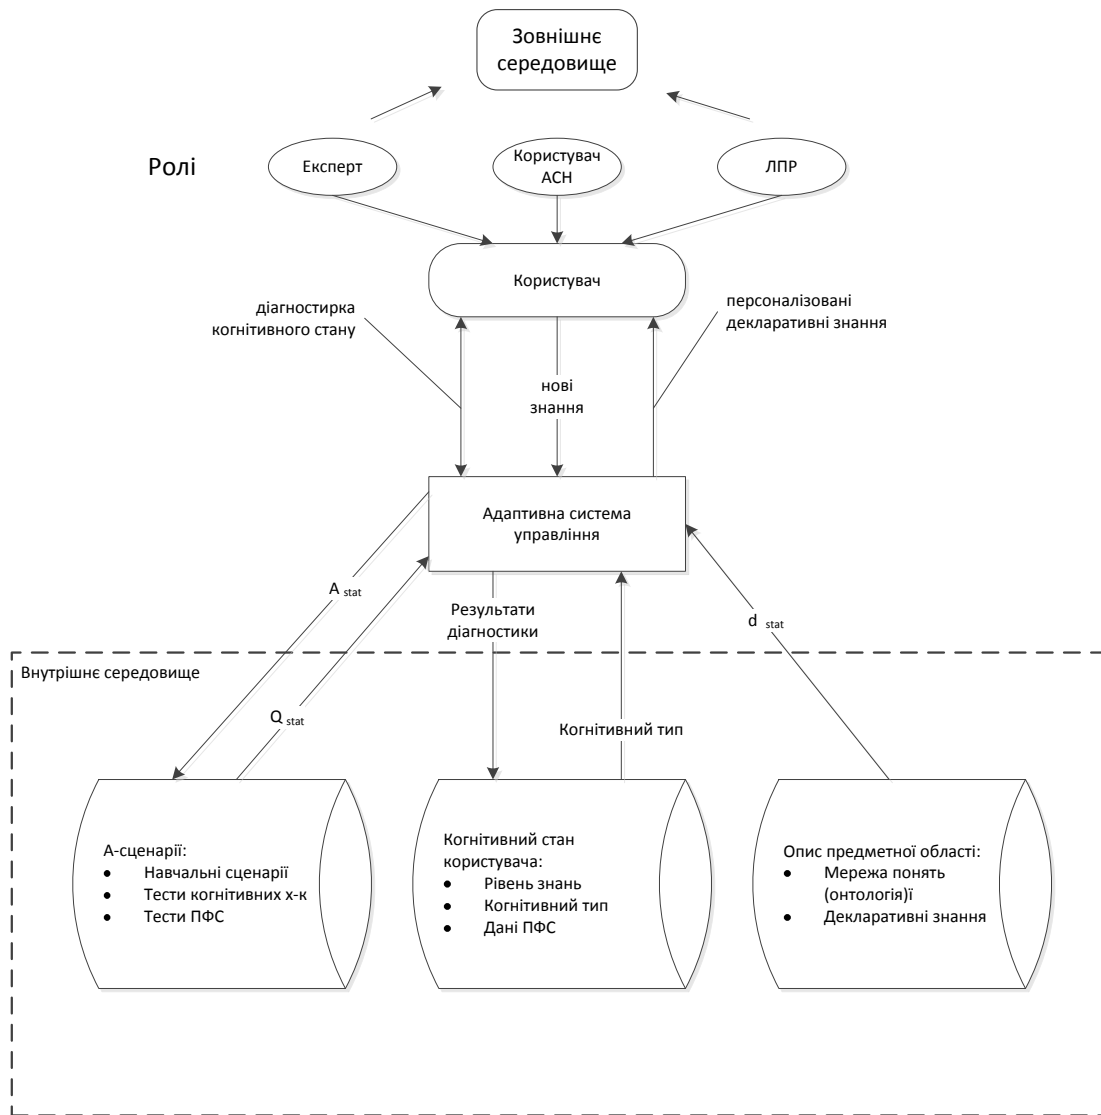 Зовнішнє
середовище
Ролі
Експерт
Користувач
АСН
ЛПР
Користувач
діагностирка
когнітивного стану
персоналізовані
декларативні знання
нові
знання
Адаптивна система
управління
A stat
Результати
діагностики
d stat
Внутрішнє середовище
Q stat
Когнітивний тип
А-сценарії:
● Навчальні сценарії
● Тести когнітивних х-к
● Тести ПФС
Когнітивний стан
користувача:
● Рівень знань
● Когнітивний тип
● Дані ПФС
Опис предметної області:
● Мережа понять
(онтологія)ї
● Декларативні знання